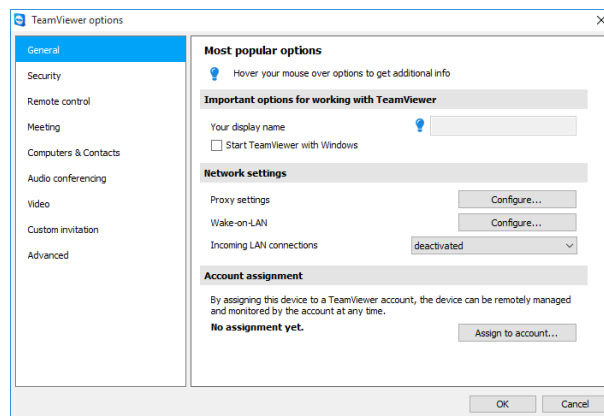 TeamViewer options
General
Security
Remote control
Meeting
Computers & Contacts
Audio conferencing
Video
Custom invitation
Advanced
Most popular options
Hover your mouse over options to get additional info
Important options for working with TeamViewer
Your display name
Start TeamViewer with Windows
Network settings
Proxy settings
Configure...
Wake-on-LAN
Configure...
Incoming LAN connections
deactivated
Account assignment
By assigning this device to a TeamViewer account, the device can be remotely managed
and monitored by the account at any time.
No assignment yet.
Assign to account...
OK
Cancel